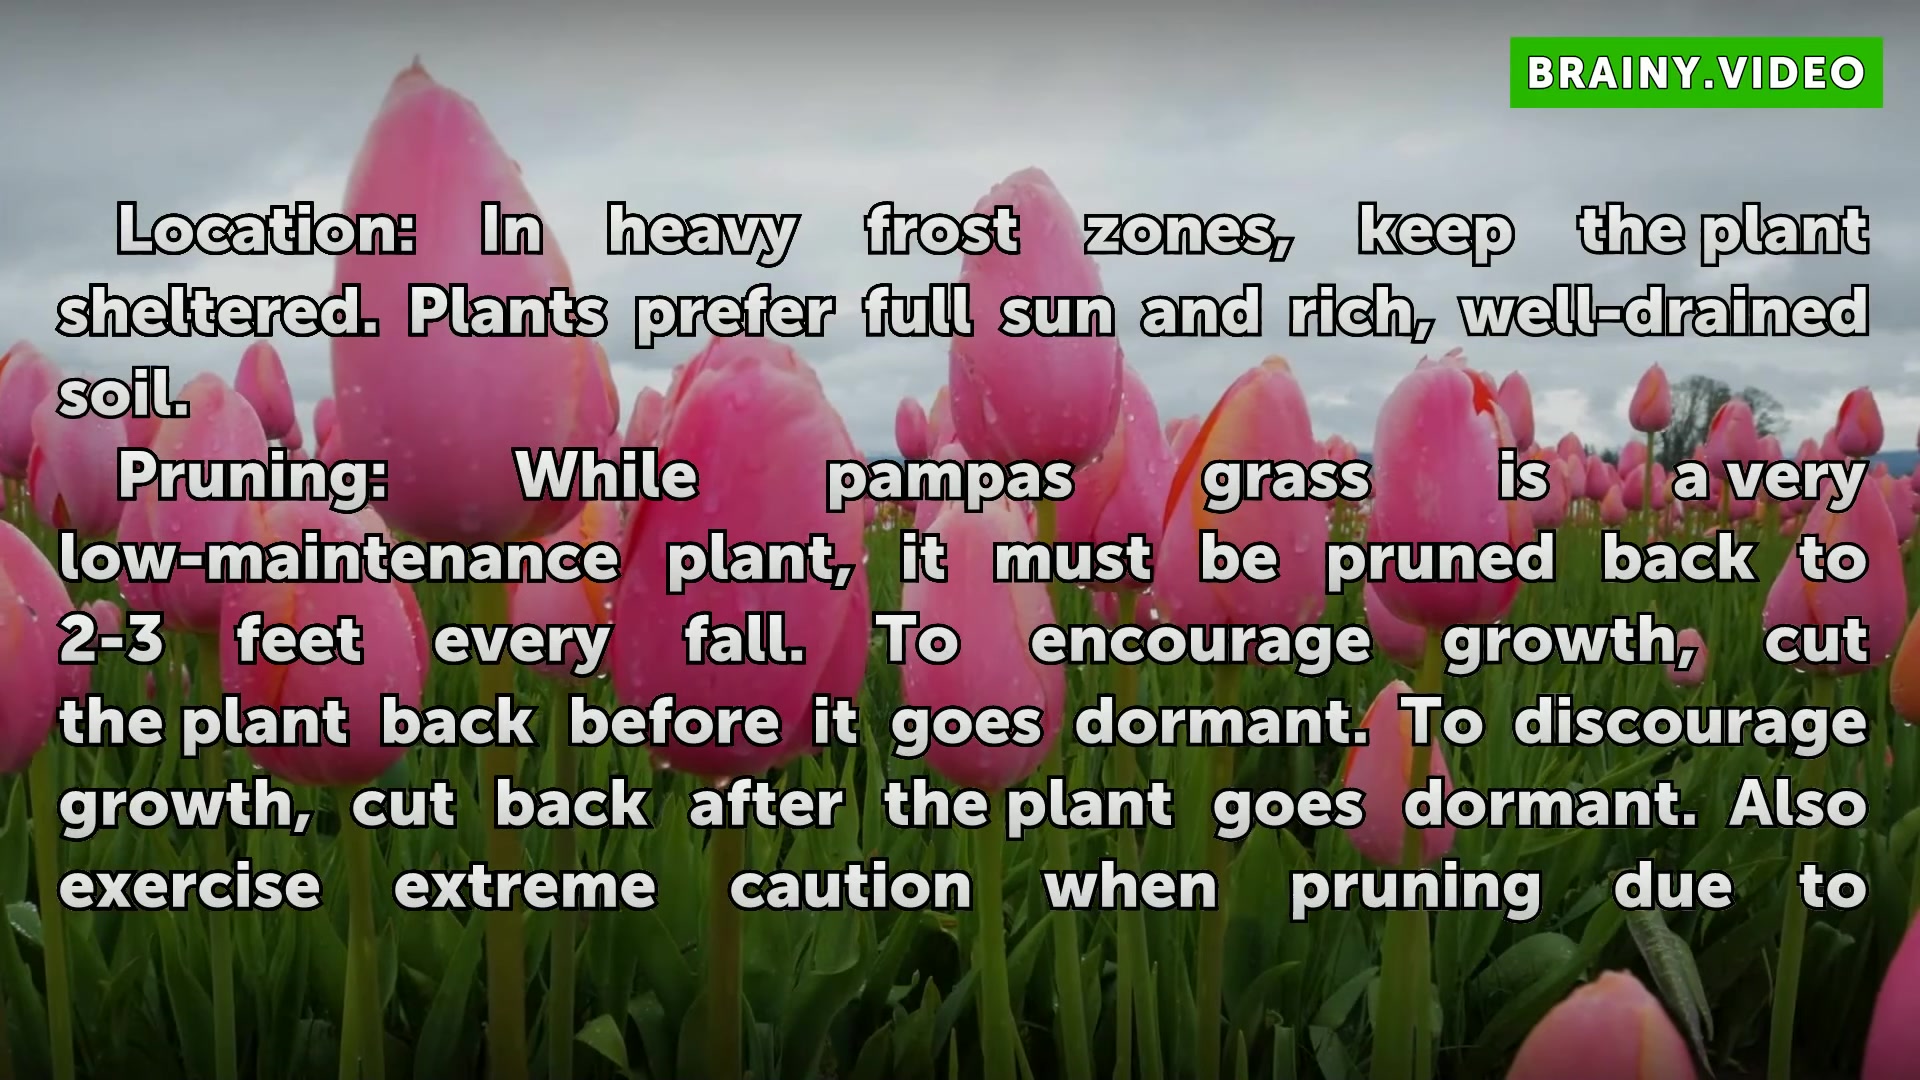 BRAINY.VIDEO
Location: In heavy frost zones, keep the plant
sheltered. Plants prefer full sun and rich, well-drained
soil.
Pruning: While pampas grass is a very
low-maintenance plant, it must be pruned back to
2-3 feet every fall. To encourage growth, cut
the plant back before it goes dormant. To discourage
growth, cut back after the plant goes dormant. Also
exercise extreme caution when pruning due to